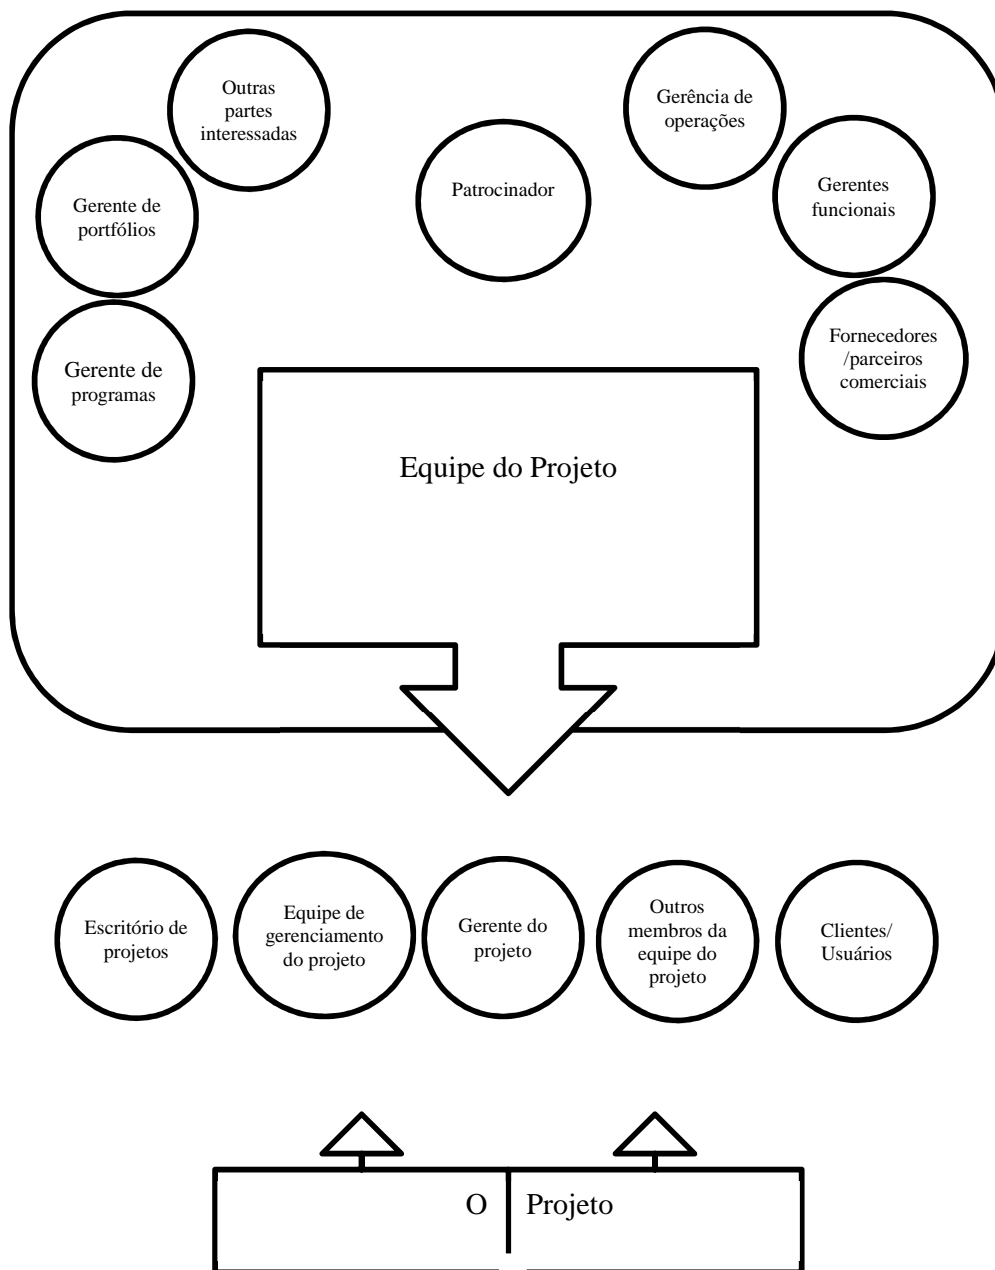 Outras
partes
interessadas
Gerência de
operações
Patrocinador
Gerentes
funcionais
Gerente de
portfólios
Fornecedores
/parceiros
comerciais
Gerente de
programas
Equipe do Projeto
Escritório de
projetos
Equipe de
gerenciamento
do projeto
Gerente do
projeto
Outros
membros da
equipe do
projeto
Clientes/
Usuários
O Projeto